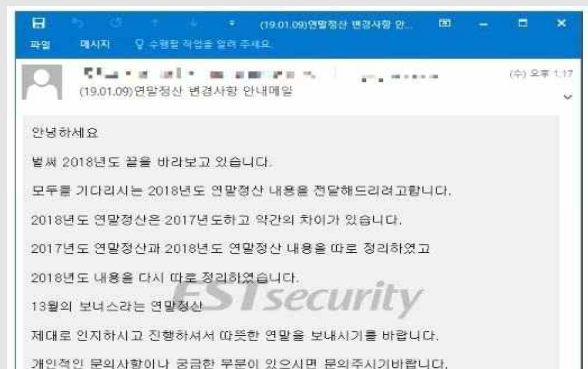 (19.01.09)연말정산 변경사항 안...
파일 메시지 수행할 작업을 알려 주세요.
(수) 오후 1:17
(19.01.09)연말정산 변경사항 안내메일
안녕하세요
벌써 2018년도 끝을 바라보고 있습니다.
모두를 기다리시는 2018년도 연말정산 내용을 전달해드리려고합니다.
2018년도 연말정산은 2017년도하고 약간의 차이가 있습니다.
2017년도 연말정산과 2018년도 연말정산 내용을 따로 정리하였고
2018년도 내용을 다시 따로 정리하였습니다.
ESTsecurity
13월의 보너스라는 연말정산
제대로 인지하시고 진행하셔서 따뜻한 연말을 보내시기를 바랍니다.
개인적인 문의사항이나 궁금한 부문이 있으시면 문의주시기바랍니다.